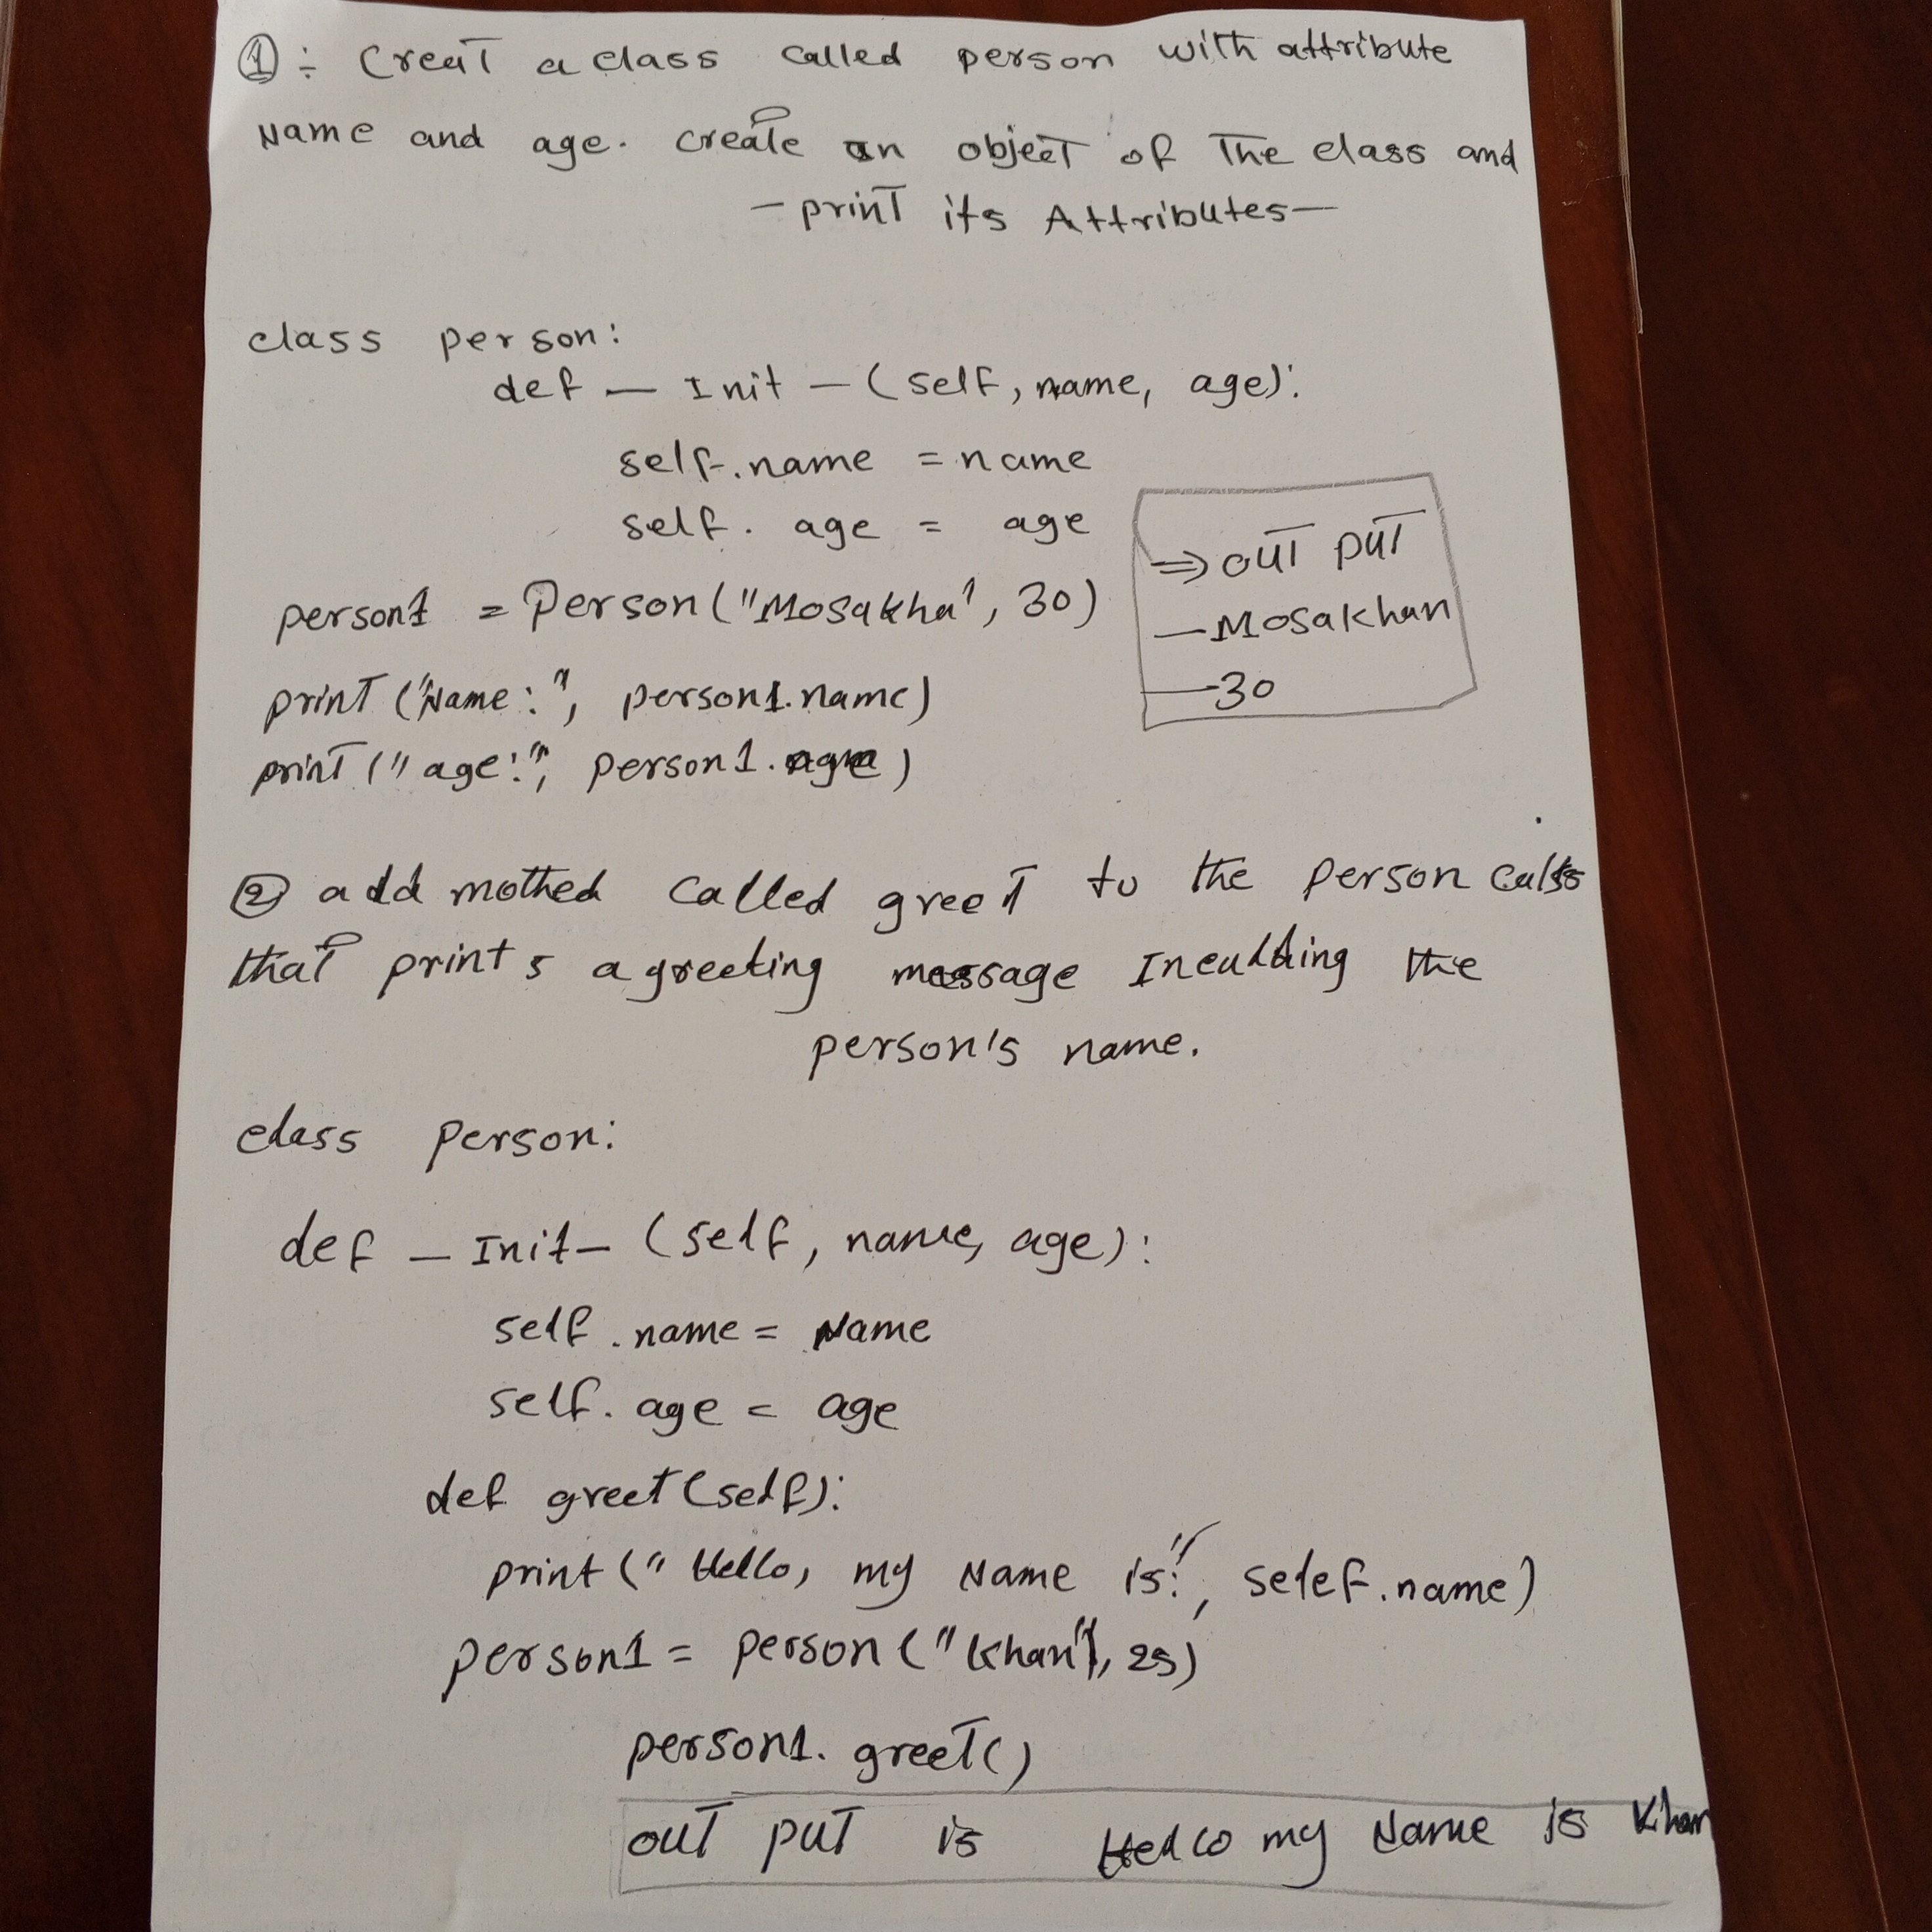 ① ÷ Creat a class called person with attribute
Name and age. create an object of The class and
— print its Attributes —
class person:
def — Init — (self, name, age):
self.name = name
self. age = age
⇒ out put
person1 = Person ("Mosakha", 30)
— Mosakhan
print ("Name:", person1.name)
— 30
print (" age:", person1. age)
② add mothed called greet to the person
that prints a greeting message the
person's name.
class person:
def — Init — (self, name, age):
self .name = Name
self. age = age
def greet (self):
print (" Hello, my Name is:", selef.name)
person1 = person (" khan", 25)
person1. greet()
out put is Hello my Name is Khan